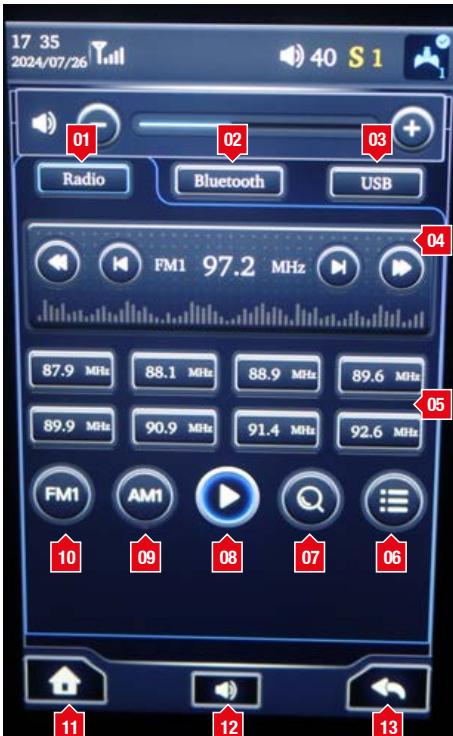 17 35
2024/07/26
40 S 1
1
01 02 03
Radio Bluetooth USB
04
FM1 97.2 MHz
87.9 MHz 88.1 MHz 88.9 MHz 89.6 MHz
05
89.9 MHz 90.9 MHz 91.4 MHz 92.6 MHz
FM1 AM1
10 09 08 07 06
11 12 13